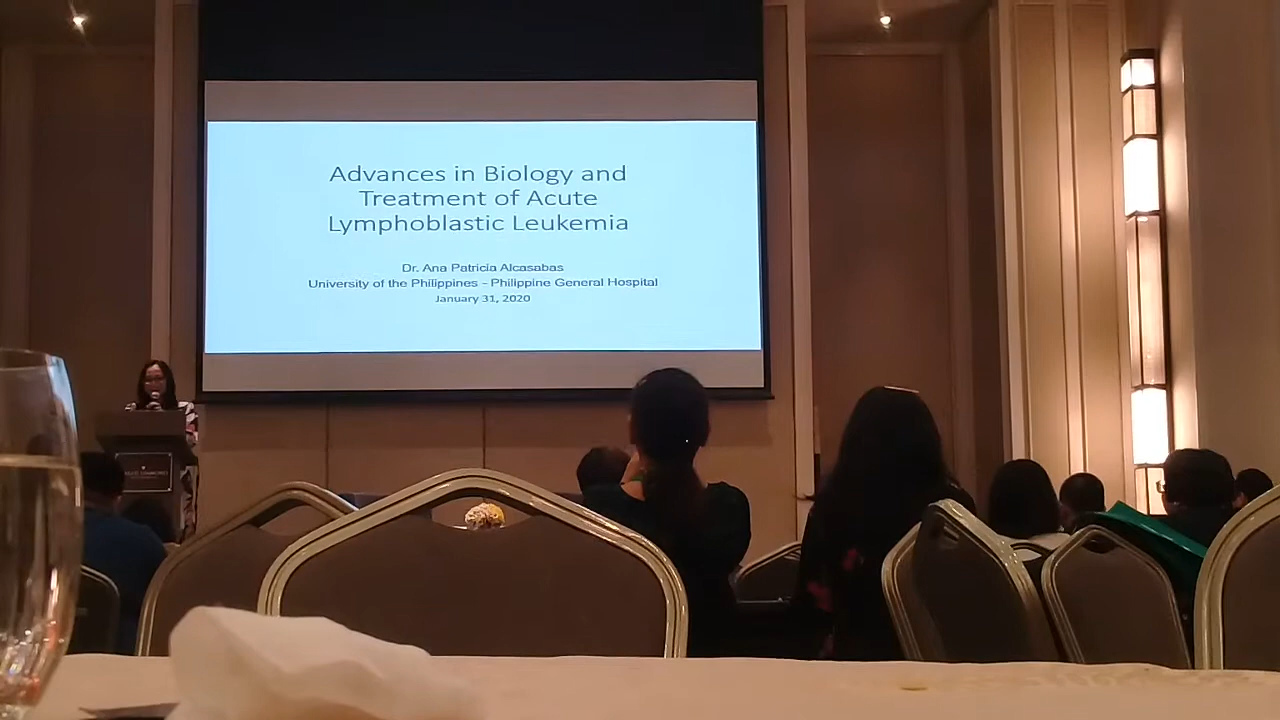 Advances in Biology and
Treatment of Acute
Lymphoblastic Leukemia
Dr. Ana Patricia Alcasabas
University of the Philippines - Philippine General Hospital
January 31, 2020